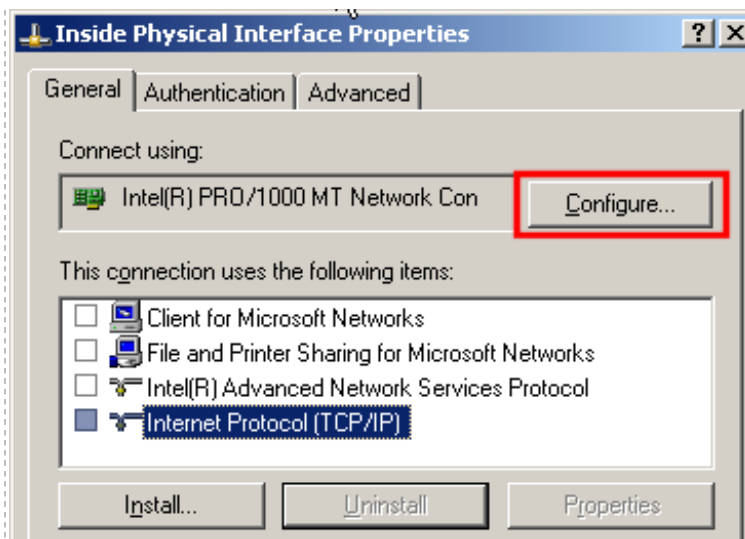 Inside Physical Interface Properties
General Authentication Advanced
Connect using:
Intel(R) PRO/1000 MT Network Con Configure...
This connection uses the following items:
Client for Microsoft Networks
File and Printer Sharing for Microsoft Networks
Intel(R) Advanced Network Services Protocol
Internet Protocol (TCP/IP)
Install... Uninstall Properties